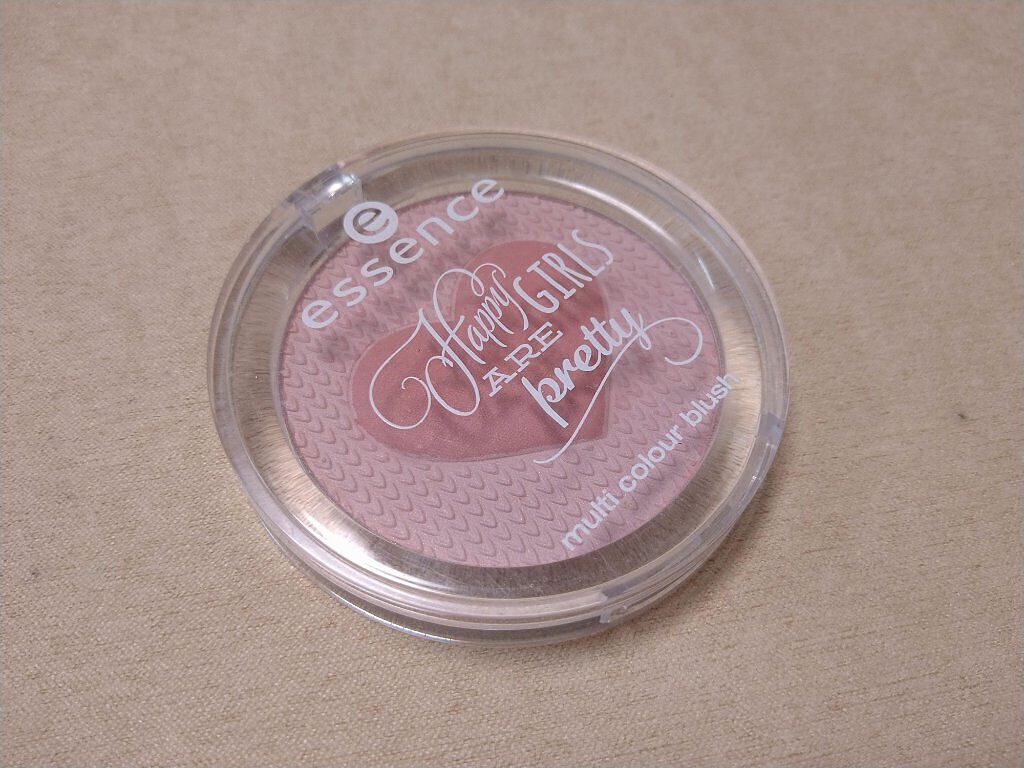 e
essence
Happy
ARE GIRLS
pretty
multi colour blush